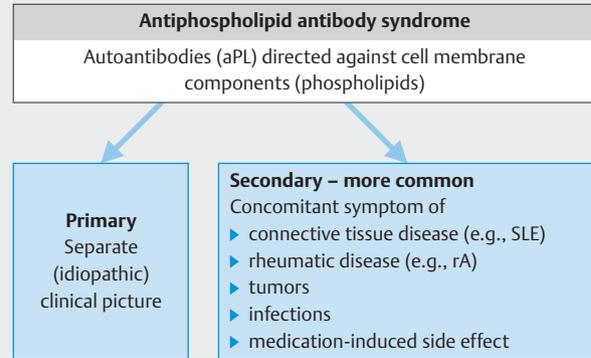 Antiphospholipid antibody syndrome
Autoantibodies (aPL) directed against cell membrane
components (phospholipids)
Primary
Separate
(idiopathic)
clinical picture
Secondary – more common
Concomitant symptom of
▶ connective tissue disease (e.g., SLE)
▶ rheumatic disease (e.g., rA)
▶ tumors
▶ infections
▶ medication-induced side effect